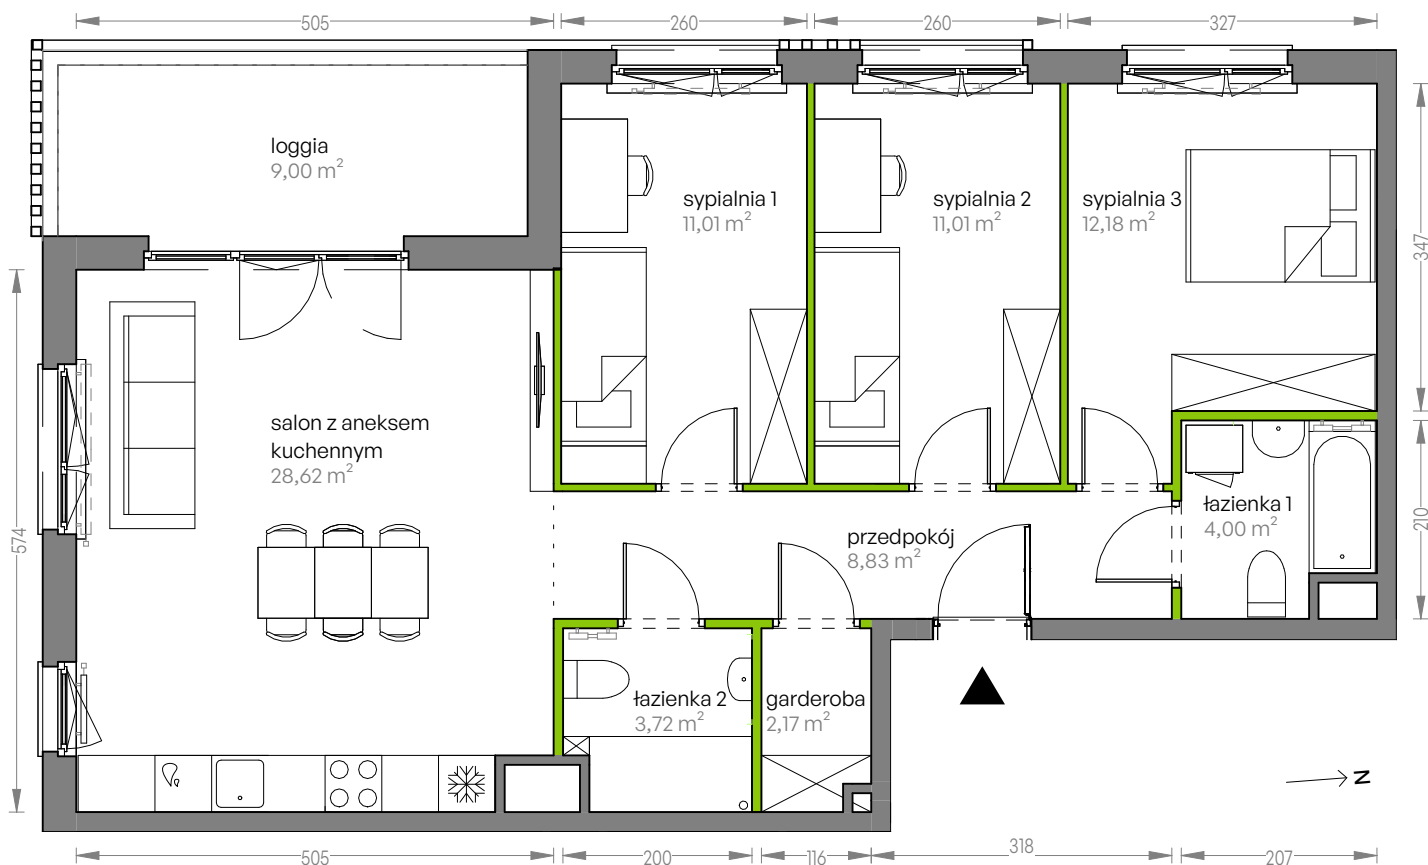 505
260
260
327
loggia
9,00 m²
sypialnia 1
11,01 m²
sypialnia 2
11,01 m²
sypialnia 3
12,18 m²
347
salon z aneksem
kuchennym
28,62 m²
574
łazienka 1
4,00 m²
210
przedpokój
8,83 m²
łazienka 2
3,72 m²
garderoba
2,17 m²
N
505
200
116
318
207